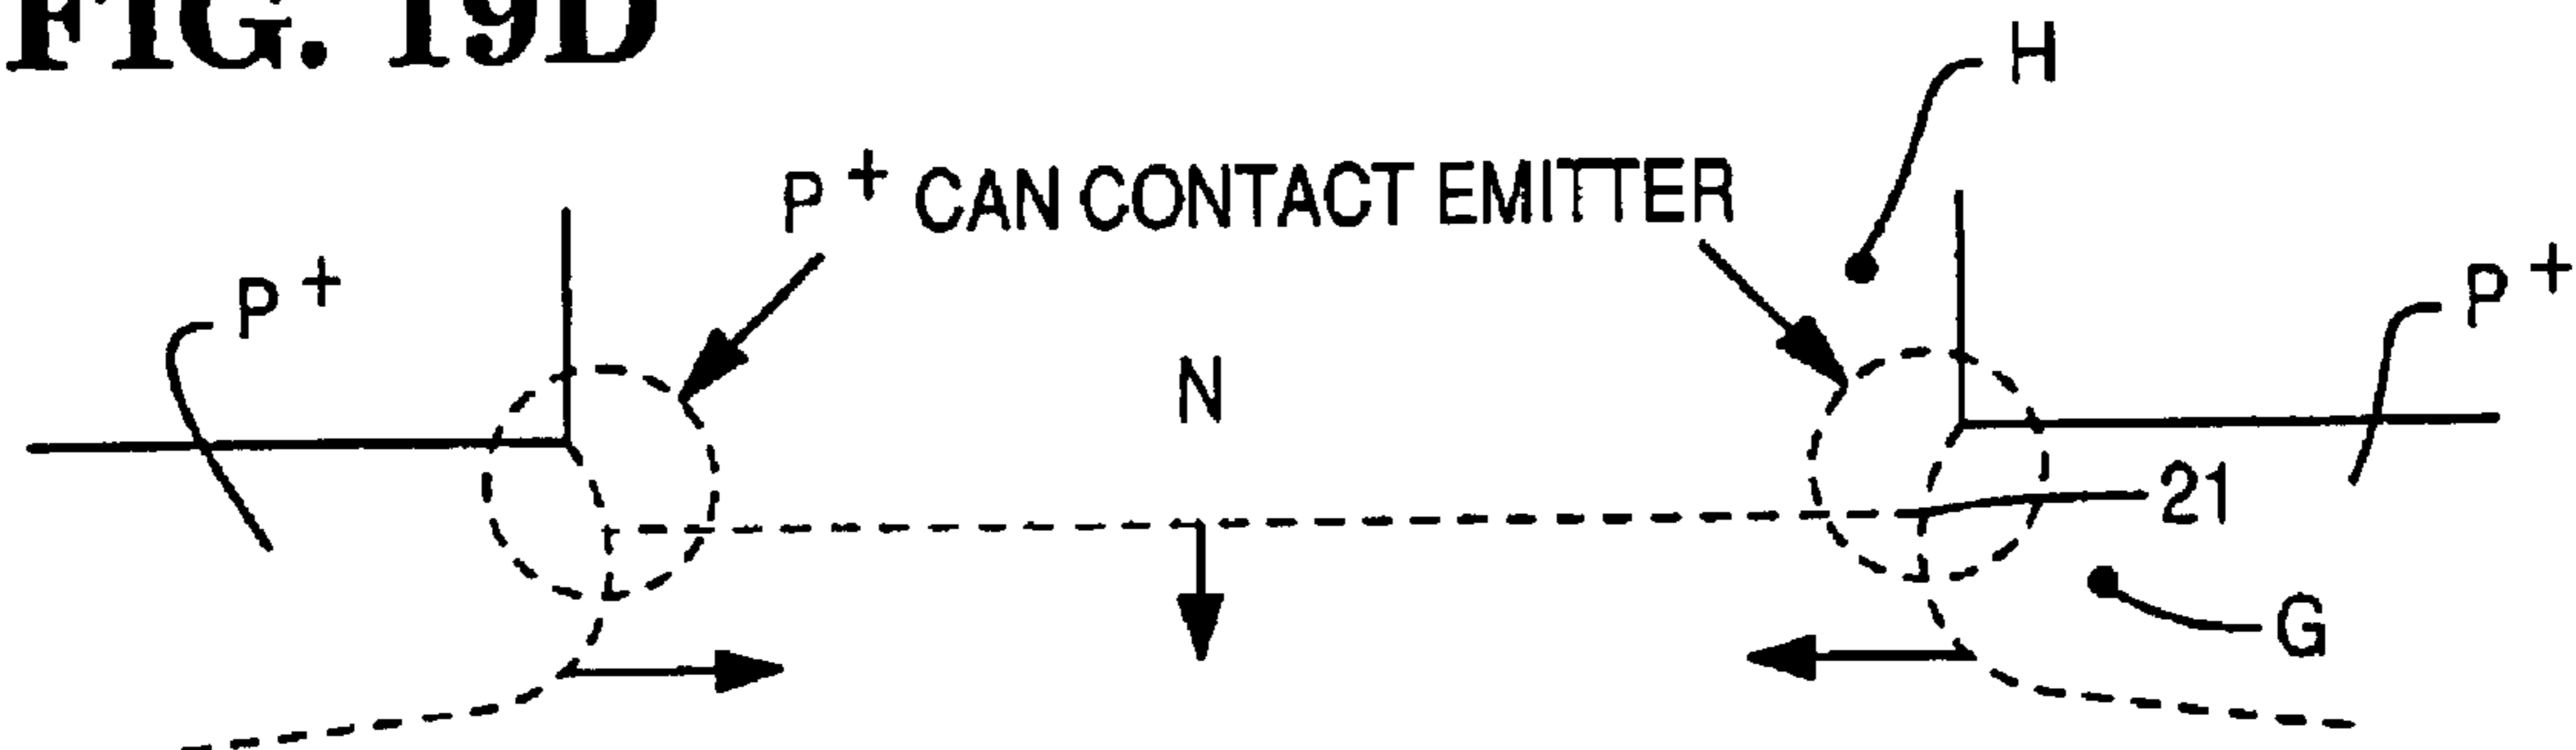 FIG. 19D
H
P+ CAN CONTACT EMITTER
P+
P+
N
21
G